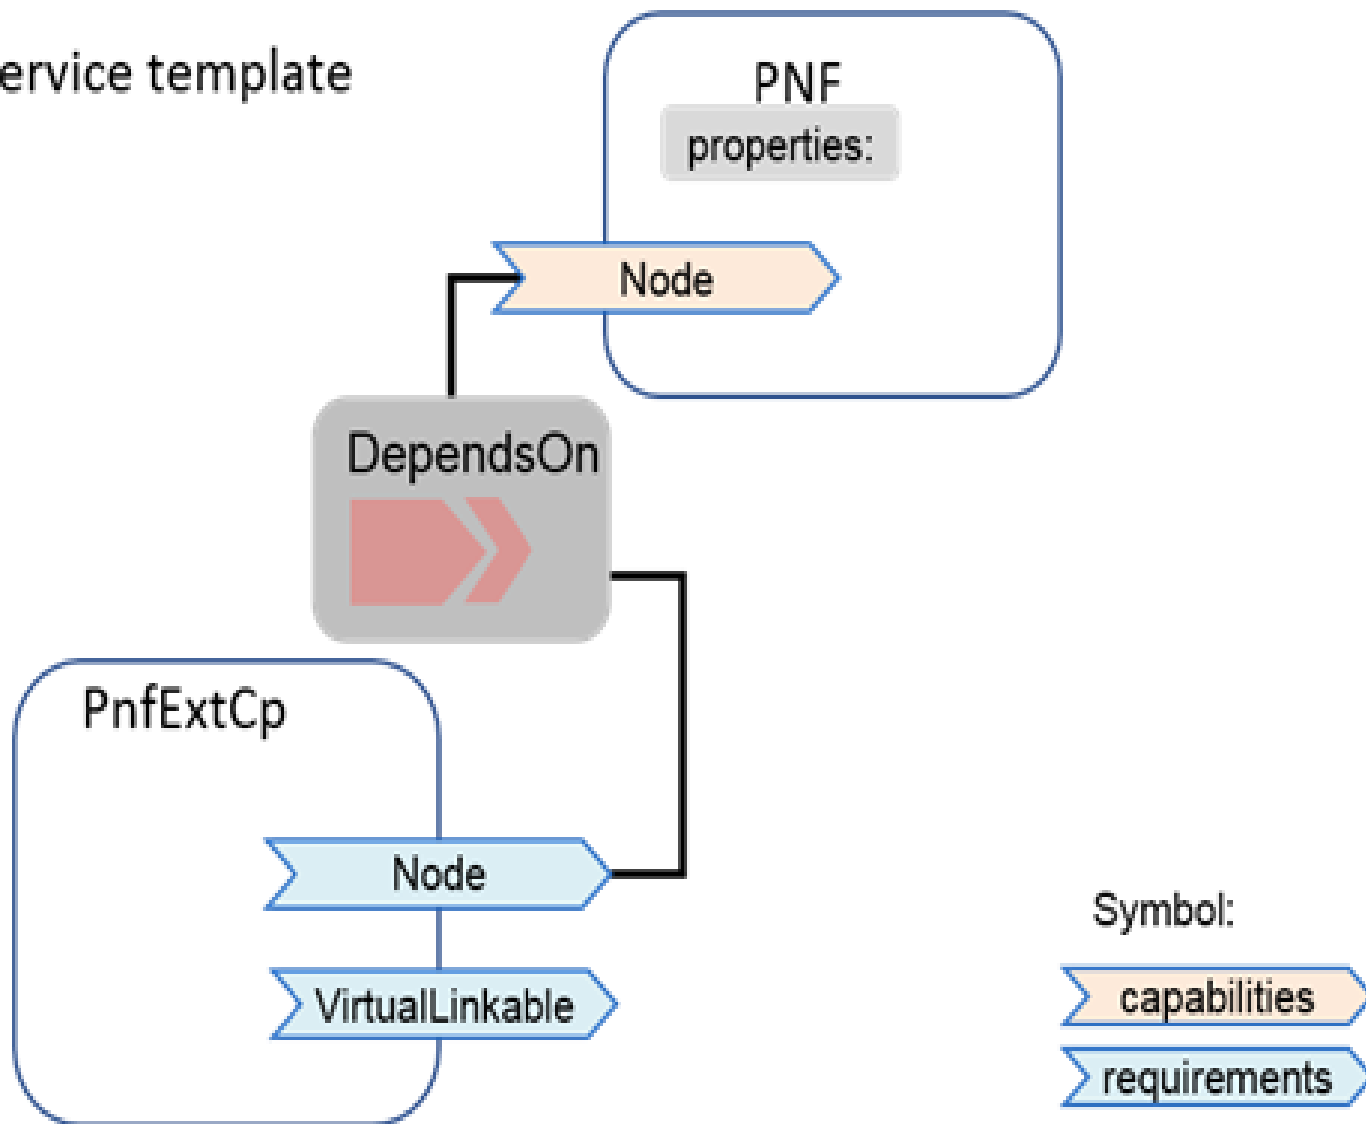 ervice template
PNF
properties:
Node
DependsOn
PnfExtCp
Node
VirtualLinkable
Symbol:
capabilities
requirements